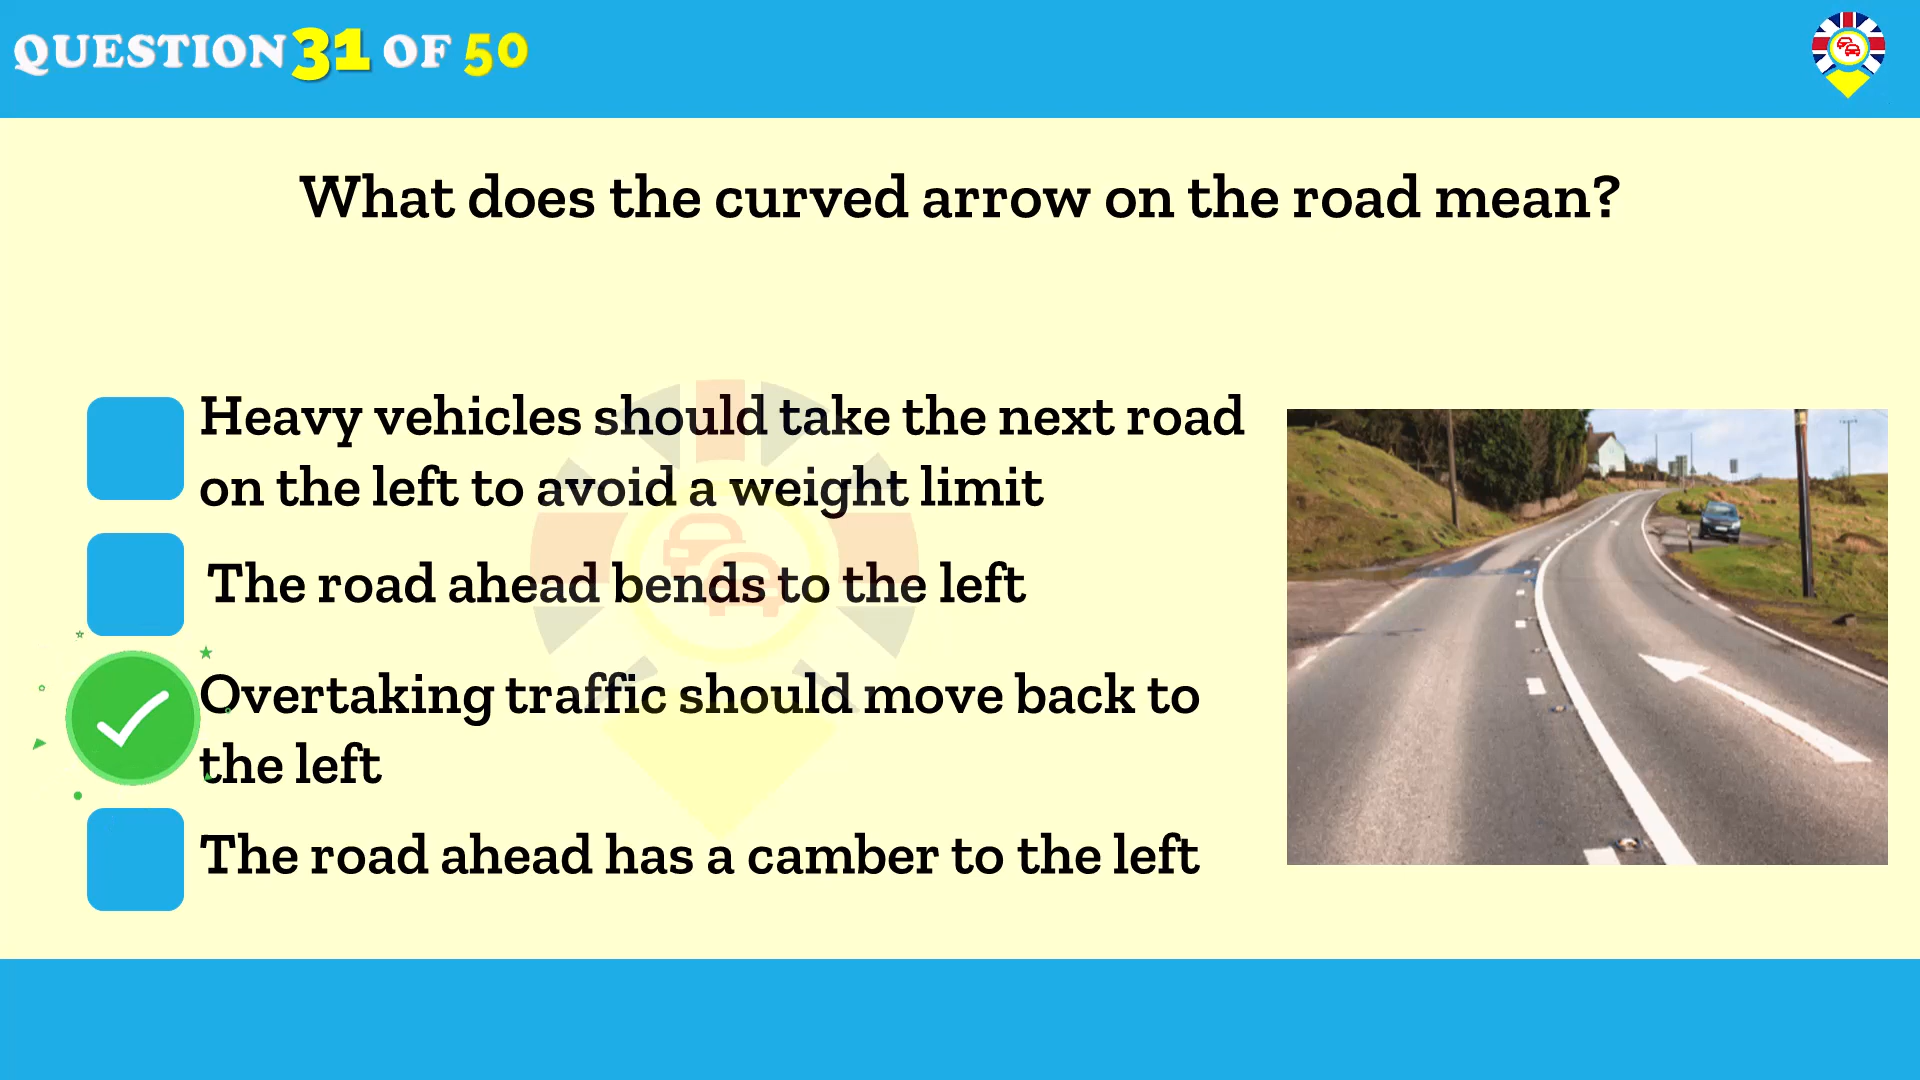 QUESTION 31 OF 50
What does the curved arrow on the road mean?
Heavy vehicles should take the next road
on the left to avoid a weight limit
The road ahead bends to the left
Overtaking traffic should move back to
the left
The road ahead has a camber to the left